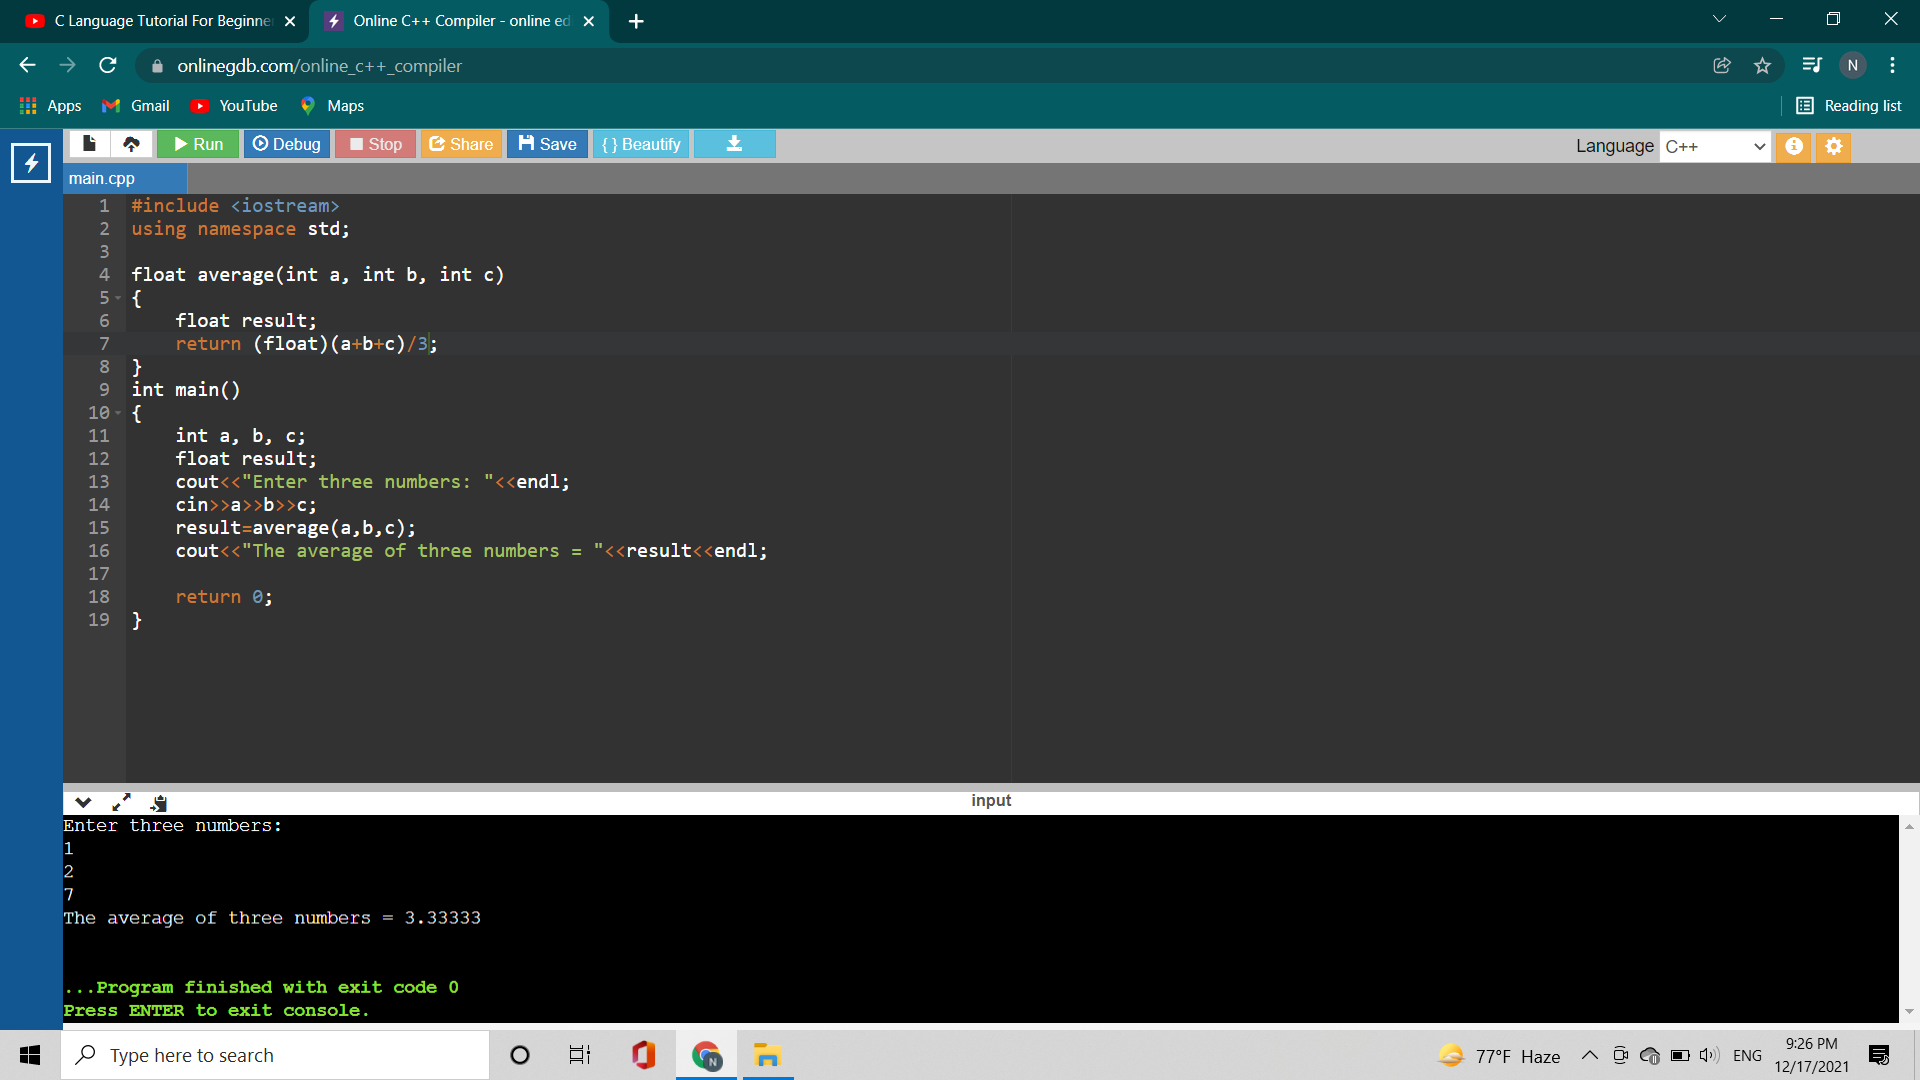 C Language Tutorial For Beginne
Online C++ Compiler - online ed
onlinegdb.com/online_c++_compiler
N
Apps
Gmail
YouTube
Maps
Reading list
Run
Debug
Stop
Share
Save
{ } Beautify
Language
C++
main.cpp
1 #include <iostream>
2 using namespace std;
3
4 float average(int a, int b, int c)
5 {
6     float result;
7     return (float)(a+b+c)/3;
8 }
9 int main()
10 {
11     int a, b, c;
12     float result;
13     cout<<"Enter three numbers: "<<endl;
14     cin>>a>>b>>c;
15     result=average(a,b,c);
16     cout<<"The average of three numbers = "<<result<<endl;
17
18     return 0;
19 }
input
Enter three numbers:
1
2
7
The average of three numbers = 3.33333
...Program finished with exit code 0
Press ENTER to exit console.
Type here to search
N
77°F Haze
ENG
9:26 PM
12/17/2021